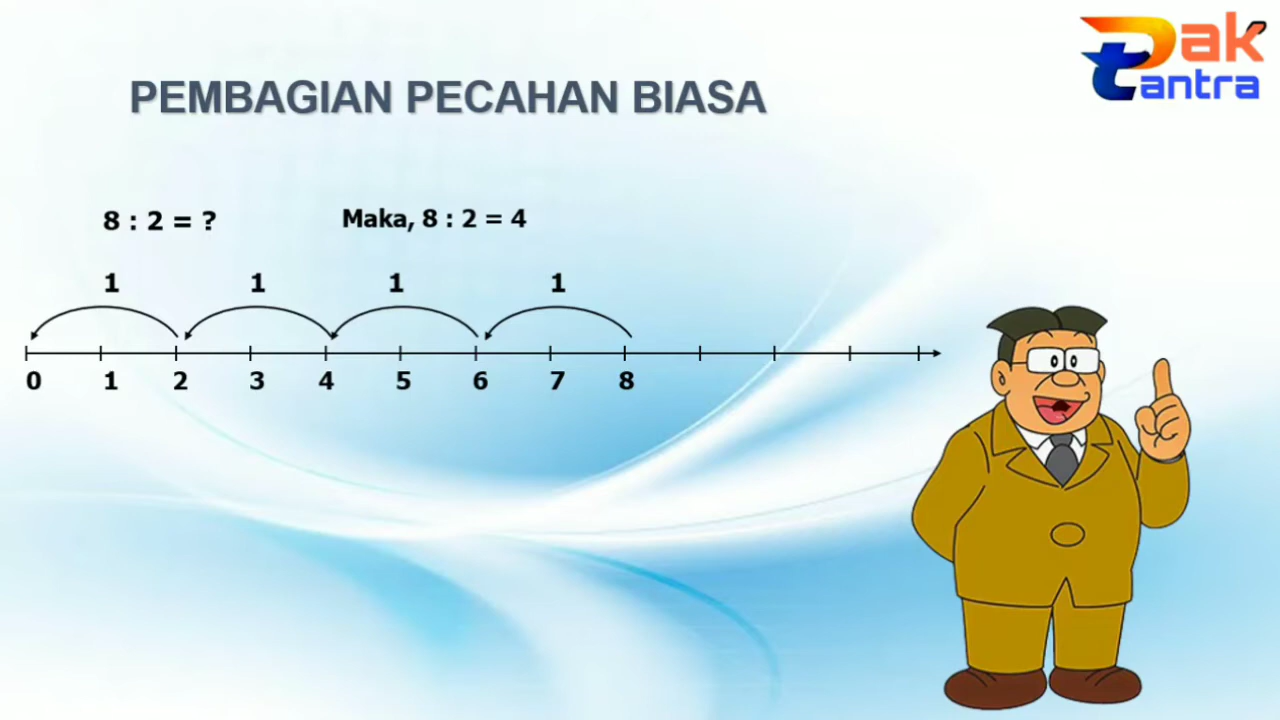 Pak
tantra
PEMBAGIAN PECAHAN BIASA
8 : 2 = ?
Maka, 8 : 2 = 4
1 1 1 1
0 1 2 3 4 5 6 7 8